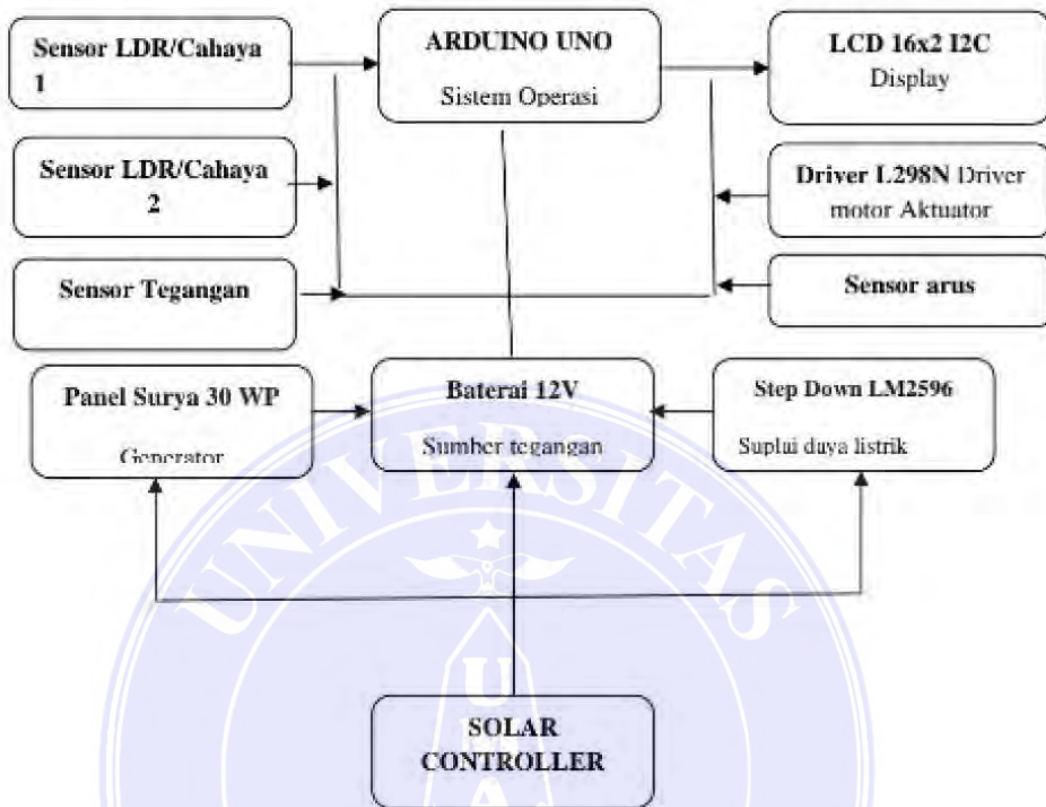 Sensor LDR/Cahaya
1
ARDUINO UNO
Sistem Operasi
LCD 16x2 I2C
Display
Sensor LDR/Cahaya
2
Driver L298N Driver
motor Aktuator
Sensor Tegangan
Sensor arus
Panel Surya 30 WP
Generator
Baterai 12V
Sumber tegangan
Step Down LM2596
Suplai daya listrik
UNIVERSITAS
U
M
A
SOLAR
CONTROLLER